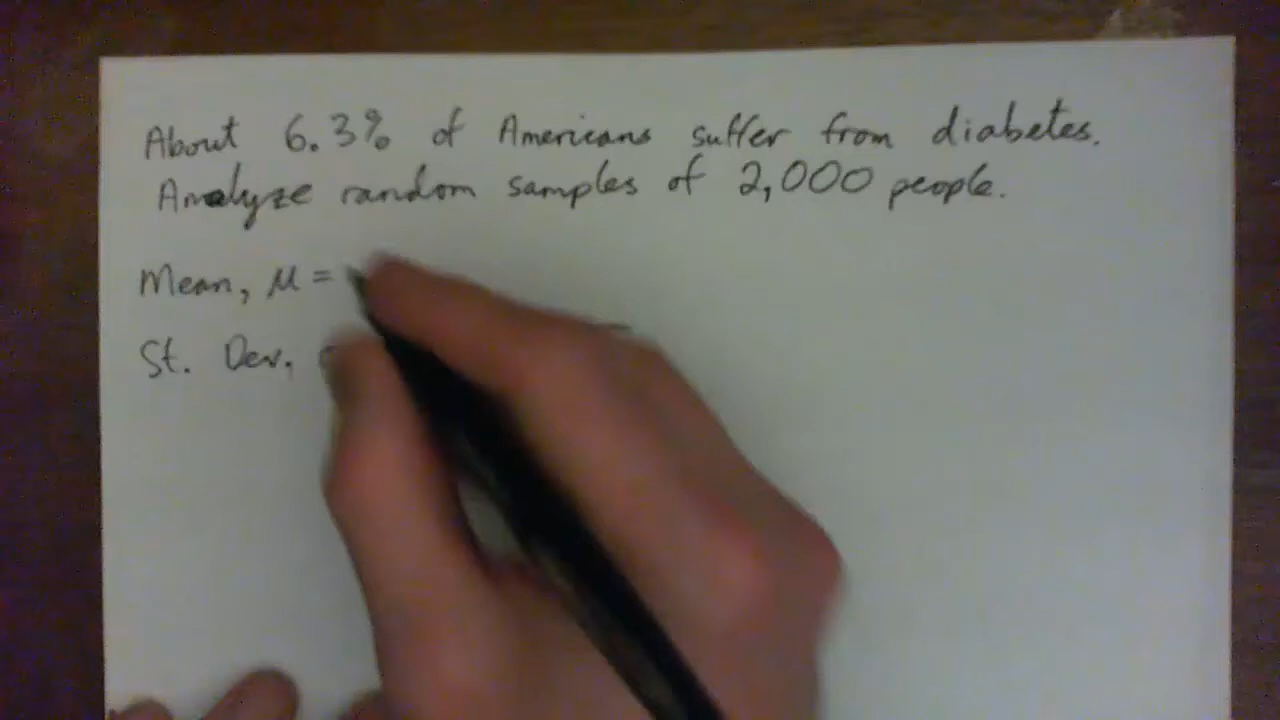 About 6.3% of Americans suffer from diabetes.
Analyze random samples of 2,000 people.
Mean, μ =
St. Dev.